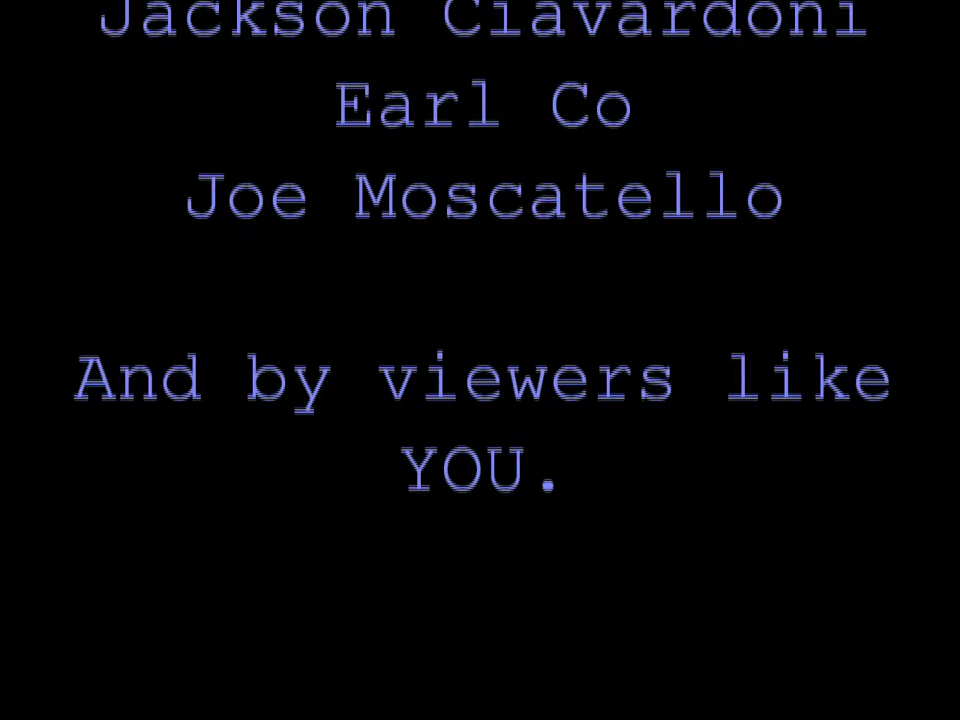 Jackson Ciavardoni
Earl Co
Joe Moscatello
And by viewers like
YOU.